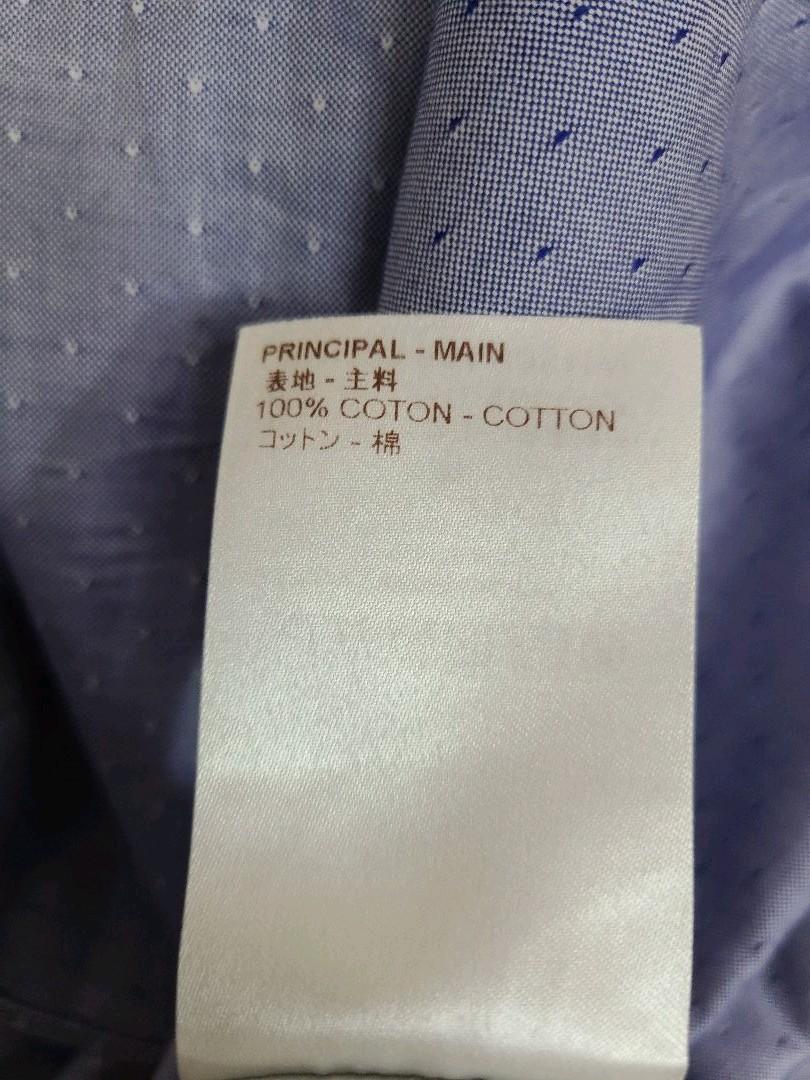 PRINCIPAL - MAIN
表地 - 主料
100% COTON - COTTON
コットン - 棉